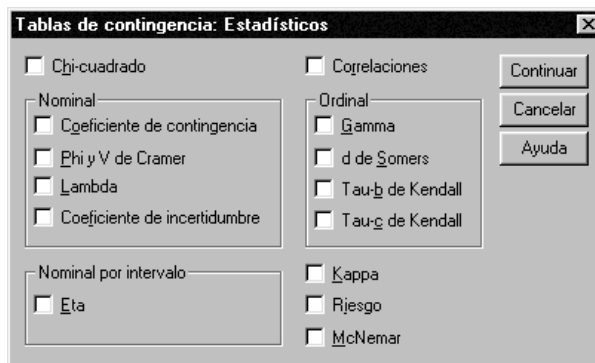 Tablas de contingencia: Estadísticos
Chi-cuadrado
Correlaciones
Continuar
Cancelar
Ayuda
Nominal
Coeficiente de contingencia
Phi y V de Cramer
Lambda
Coeficiente de incertidumbre
Ordinal
Gamma
d de Somers
Tau-b de Kendall
Tau-c de Kendall
Nominal por intervalo
Eta
Kappa
Riesgo
McNemar